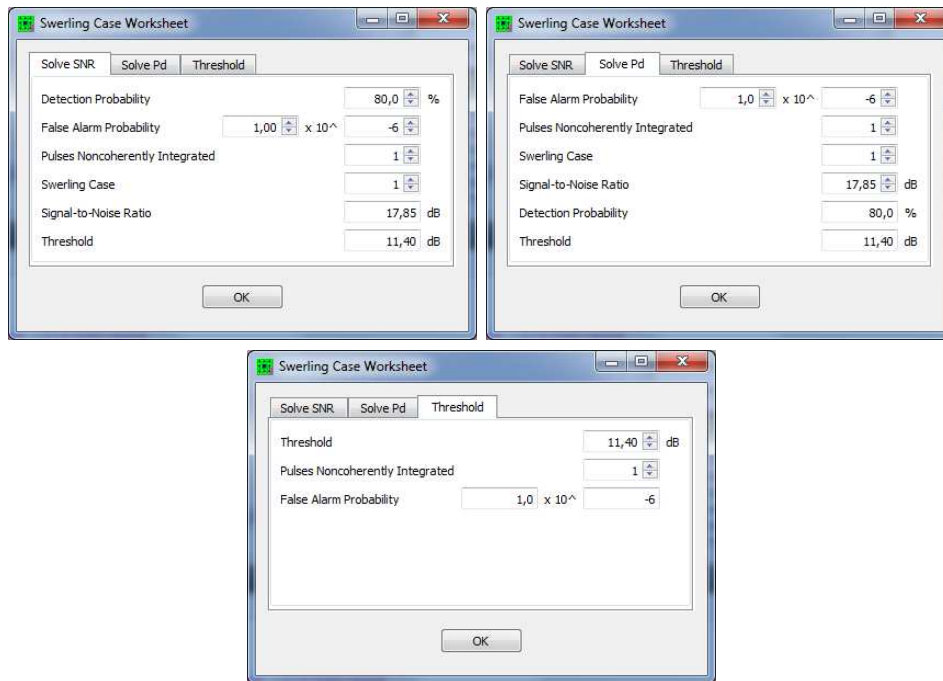 Swerling Case Worksheet
Solve SNR Solve Pd Threshold
Detection Probability 80,0 %
False Alarm Probability 1,00 x 10^ -6
Pulses Noncoherently Integrated 1
Swerling Case 1
Signal-to-Noise Ratio 17,85 dB
Threshold 11,40 dB
OK
Swerling Case Worksheet
Solve SNR Solve Pd Threshold
False Alarm Probability 1,0 x 10^ -6
Pulses Noncoherently Integrated 1
Swerling Case 1
Signal-to-Noise Ratio 17,85 dB
Detection Probability 80,0 %
Threshold 11,40 dB
OK
Swerling Case Worksheet
Solve SNR Solve Pd Threshold
Threshold 11,40 dB
Pulses Noncoherently Integrated 1
False Alarm Probability 1,0 x 10^ -6
OK